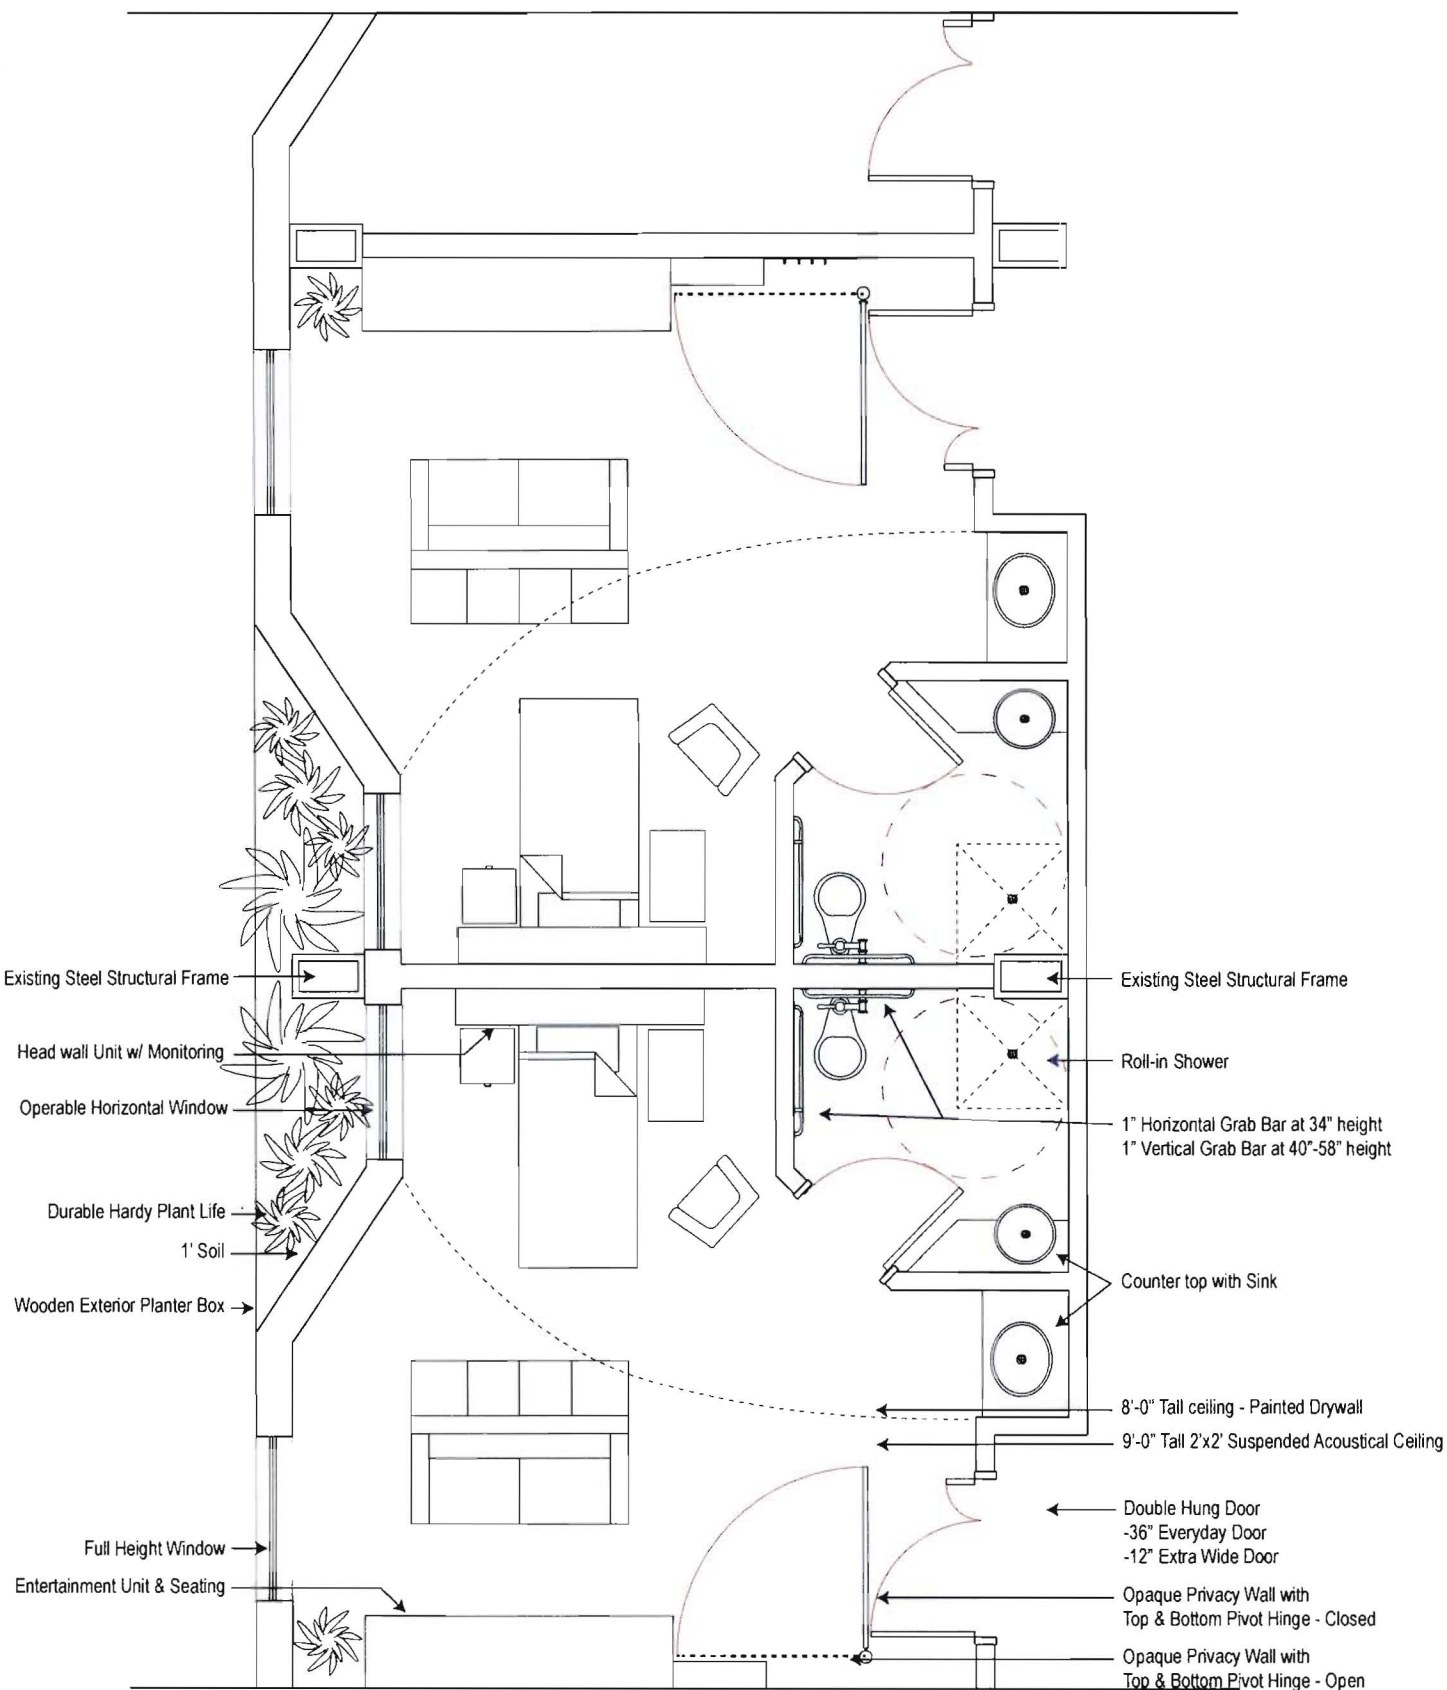 Existing Steel Structural Frame
Head wall Unit w/ Monitoring
Operable Horizontal Window
Durable Hardy Plant Life
1' Soil
Wooden Exterior Planter Box
Full Height Window
Entertainment Unit & Seating
Existing Steel Structural Frame
Roll-in Shower
1” Horizontal Grab Bar at 34” height
1” Vertical Grab Bar at 40”-58” height
Counter top with Sink
8'-0” Tall ceiling - Painted Drywall
9'-0” Tall 2'x2' Suspended Acoustical Ceiling
Double Hung Door
-36” Everyday Door
-12” Extra Wide Door
Opaque Privacy Wall with
Top & Bottom Pivot Hinge - Closed
Opaque Privacy Wall with
Top & Bottom Pivot Hinge - Open